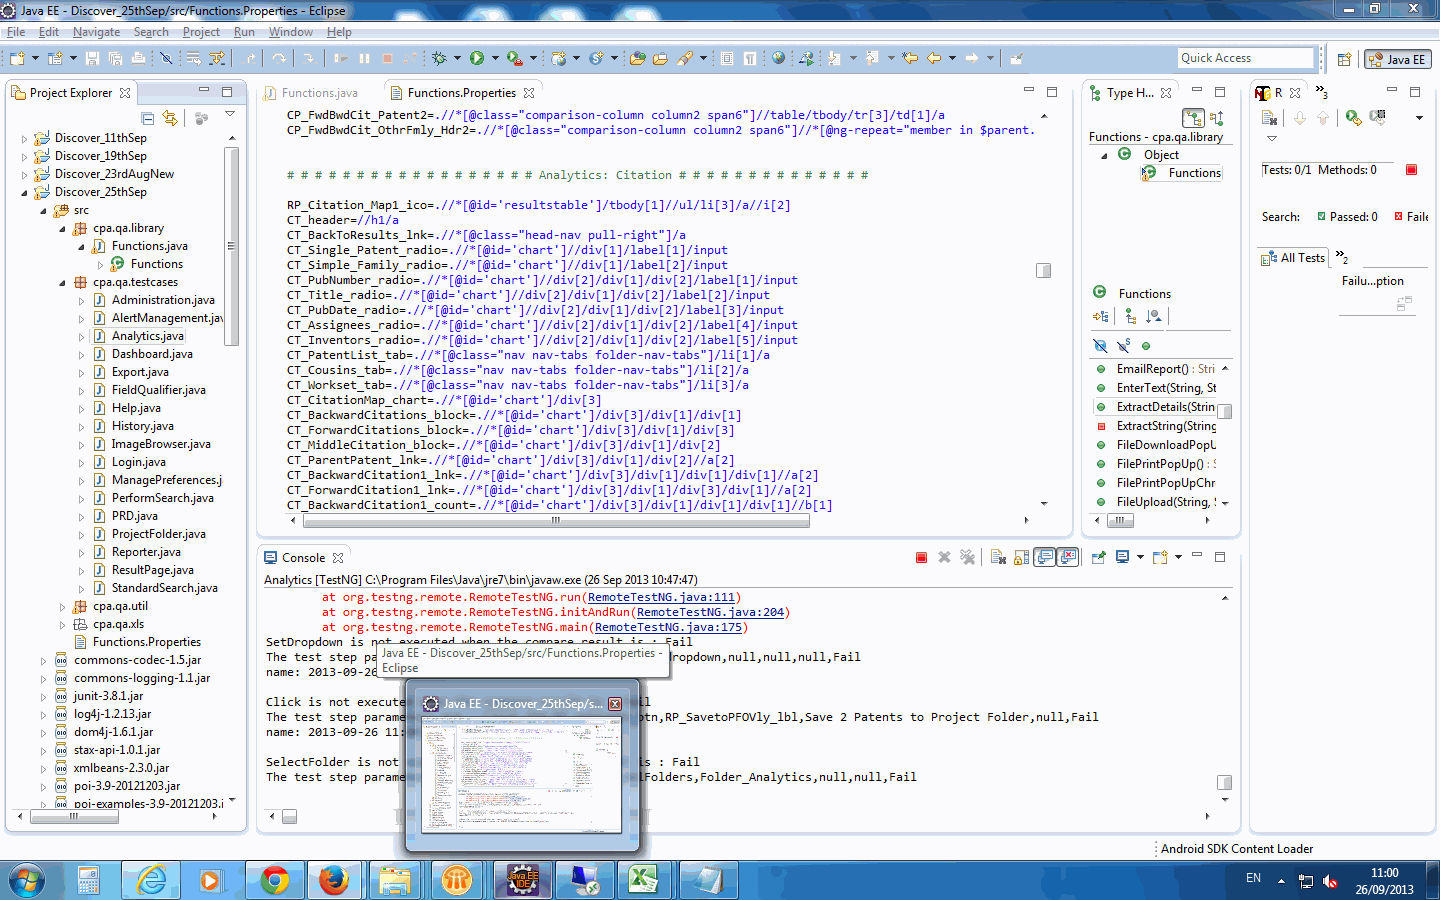 Java EE - Discover_25thSep/src/Functions.Properties - Eclipse
File Edit Navigate Search Project Run Window Help
Quick Access
Java EE
Project Explorer
Discover_11thSep
Discover_19thSep
Discover_23rdAugNew
Discover_25thSep
src
cpa.qa.library
Functions.java
Functions
cpa.qa.testcases
Administration.java
AlertManagement.jav
Analytics.java
Dashboard.java
Export.java
FieldQualifier.java
Help.java
History.java
ImageBrowser.java
Login.java
ManagePreferences.j
PerformSearch.java
PRD.java
ProjectFolder.java
Reporter.java
ResultPage.java
StandardSearch.java
cpa.qa.util
cpa.qa.xls
Functions.Properties
commons-codec-1.5.jar
commons-logging-1.1.jar
junit-3.8.1.jar
log4j-1.2.13.jar
dom4j-1.6.1.jar
stax-api-1.0.1.jar
xmlbeans-2.3.0.jar
poi-3.9-20121203.jar
poi-examples-3.9-20121203.j
Functions.java
Functions.Properties
CP_FwdBwdCit_Patent2=.//*[@class="comparison-column column2 span6"]//table/tbody/tr[3]/td[1]/a
CP_FwdBwdCit_OthrFmly_Hdr2=.//*[@class="comparison-column column2 span6"]//*[@ng-repeat="member in $parent.
# # # # # # # # # # # # # # # # # # Analytics: Citation # # # # # # # # # # # # # #
RP_Citation_Map1_ico=.//*[@id='resultstable']/tbody[1]//ul/li[3]/a//i[2]
CT_header=//h1/a
CT_BackToResults_lnk=.//*[@class="head-nav pull-right"]/a
CT_Single_Patent_radio=.//*[@id='chart']//div[1]/label[1]/input
CT_Simple_Family_radio=.//*[@id='chart']//div[1]/label[2]/input
CT_PubNumber_radio=.//*[@id='chart']//div[2]/div[1]/div[2]/label[1]/input
CT_Title_radio=.//*[@id='chart']//div[2]/div[1]/div[2]/label[2]/input
CT_PubDate_radio=.//*[@id='chart']//div[2]/div[1]/div[2]/label[3]/input
CT_Assignees_radio=.//*[@id='chart']//div[2]/div[1]/div[2]/label[4]/input
CT_Inventors_radio=.//*[@id='chart']//div[2]/div[1]/div[2]/label[5]/input
CT_PatentList_tab=.//*[@class="nav nav-tabs folder-nav-tabs"]/li[1]/a
CT_Cousins_tab=.//*[@class="nav nav-tabs folder-nav-tabs"]/li[2]/a
CT_Workset_tab=.//*[@class="nav nav-tabs folder-nav-tabs"]/li[3]/a
CT_CitationMap_chart=.//*[@id='chart']/div[3]
CT_BackwardCitations_block=.//*[@id='chart']/div[3]/div[1]/div[1]
CT_ForwardCitations_block=.//*[@id='chart']/div[3]/div[1]/div[3]
CT_MiddleCitation_block=.//*[@id='chart']/div[3]/div[1]/div[2]
CT_ParentPatent_lnk=.//*[@id='chart']/div[3]/div[1]/div[2]//a[2]
CT_BackwardCitation1_lnk=.//*[@id='chart']/div[3]/div[1]/div[1]/div[1]//a[2]
CT_ForwardCitation1_lnk=.//*[@id='chart']/div[3]/div[1]/div[3]/div[1]//a[2]
CT_BackwardCitation1_count=.//*[@id='chart']/div[3]/div[1]/div[1]/div[1]//b[1]
Console
Analytics [TestNG] C:\Program Files\Java\jre7\bin\javaw.exe (26 Sep 2013 10:47:47)
at org.testng.remote.RemoteTestNG.run(RemoteTestNG.java:111)
at org.testng.remote.RemoteTestNG.initAndRun(RemoteTestNG.java:204)
at org.testng.remote.RemoteTestNG.main(RemoteTestNG.java:175)
SetDropdown is not executed when the compare result is : Fail
The test step pa ropdown,null,null,null,Fail
name: 2013-09-26
Click is not execute l
The test step parame tn,RP_SavetoPFOVly_lbl,Save 2 Patents to Project Folder,null,Fail
name: 2013-09-26 11:
SelectFolder is not s : Fail
The test step parame lFolders,Folder_Analytics,null,null,Fail
Java EE - Discover_25thSep/src/Functions.Properties -
Eclipse
Java EE - Discover_25thSep/s...
Type H...
Functions - cpa.qa.library
Object
Functions
Functions
EmailReport() : Stri
EnterText(String, St
ExtractDetails(Strin
ExtractString(String
FileDownloadPopU
FilePrintPopUp() : S
FilePrintPopUpChr
FileUpload(String, S
R
3
Tests: 0/1 Methods: 0
Search: Passed: 0 Faile
All Tests
2
Failu...ption
Android SDK Content Loader
Java EE
IDE
EN
11:00
26/09/2013